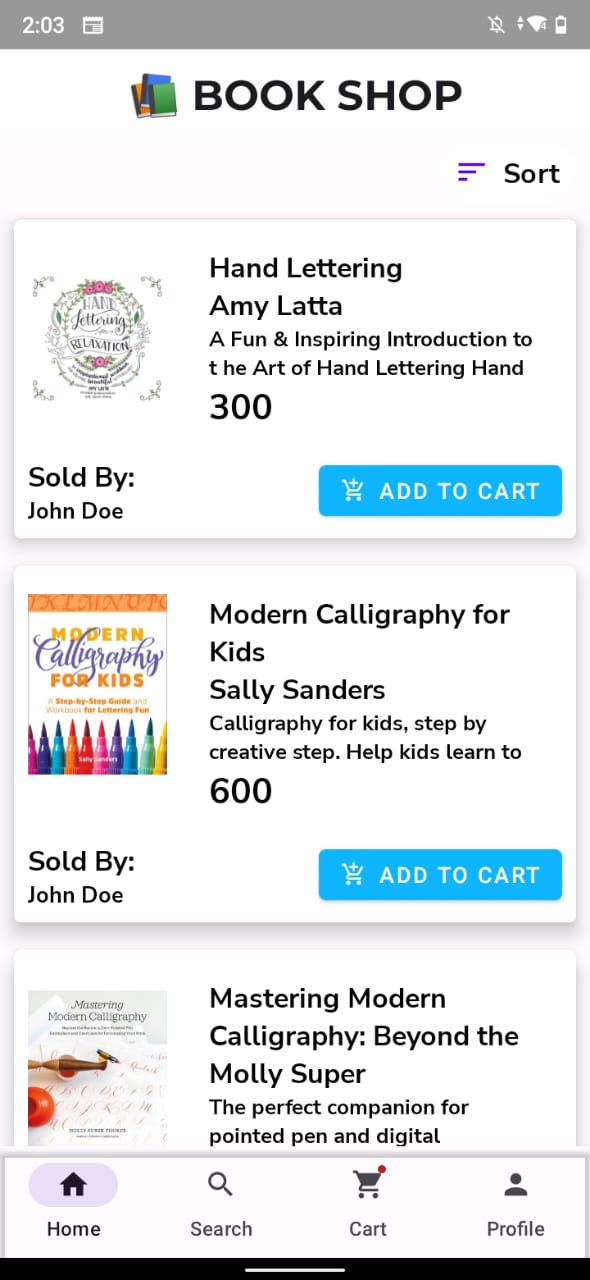 2:03
BOOK SHOP
Sort
HAND
Lettering
for
RELAXATION
AMY LATTA
Hand Lettering
Amy Latta
A Fun & Inspiring Introduction to
t he Art of Hand Lettering Hand
300
Sold By:
John Doe
ADD TO CART
JKLMNOPQ
MODERN
Calligraphy
FOR KIDS
A Step-by-Step Guide and
Workbook for Lettering Fun
Sally Sanders
Modern Calligraphy for
Kids
Sally Sanders
Calligraphy for kids, step by
creative step. Help kids learn to
600
Sold By:
John Doe
ADD TO CART
Mastering
Modern Calligraphy
MOLLY SUBER THORPE
Mastering Modern
Calligraphy: Beyond the
Molly Super
The perfect companion for
pointed pen and digital
Home
Search
Cart
Profile